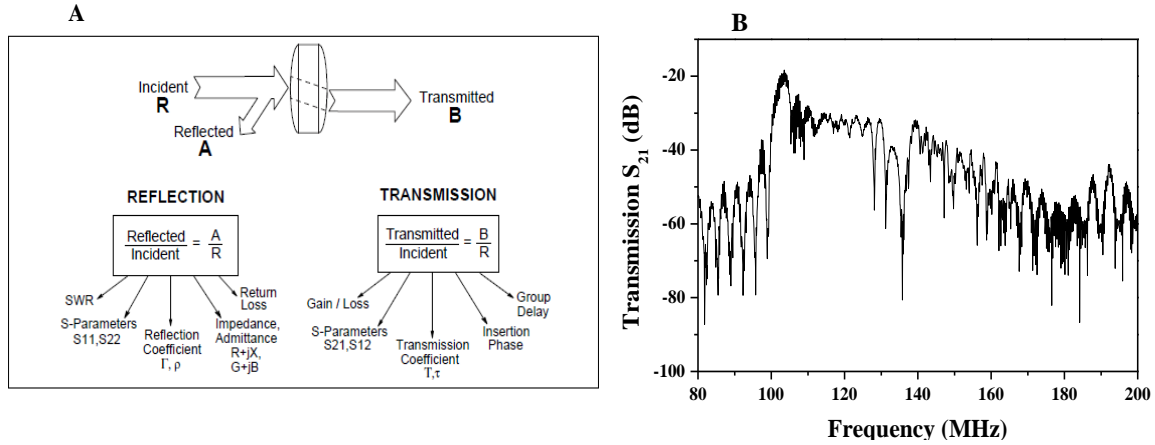 A
Incident
R
Reflected
A
Transmitted
B
REFLECTION
Reflected
Incident
= A
R
SWR
S-Parameters
S11,S22
Reflection
Coefficient
Γ, ρ
Impedance,
Admittance
R+jX,
G+jB
Return
Loss
TRANSMISSION
Transmitted
Incident
= B
R
Gain / Loss
S-Parameters
S21,S12
Transmission
Coefficient
T,τ
Insertion
Phase
Group
Delay
B
Transmission S21 (dB)
-20
-40
-60
-80
-100
80 100 120 140 160 180 200
Frequency (MHz)